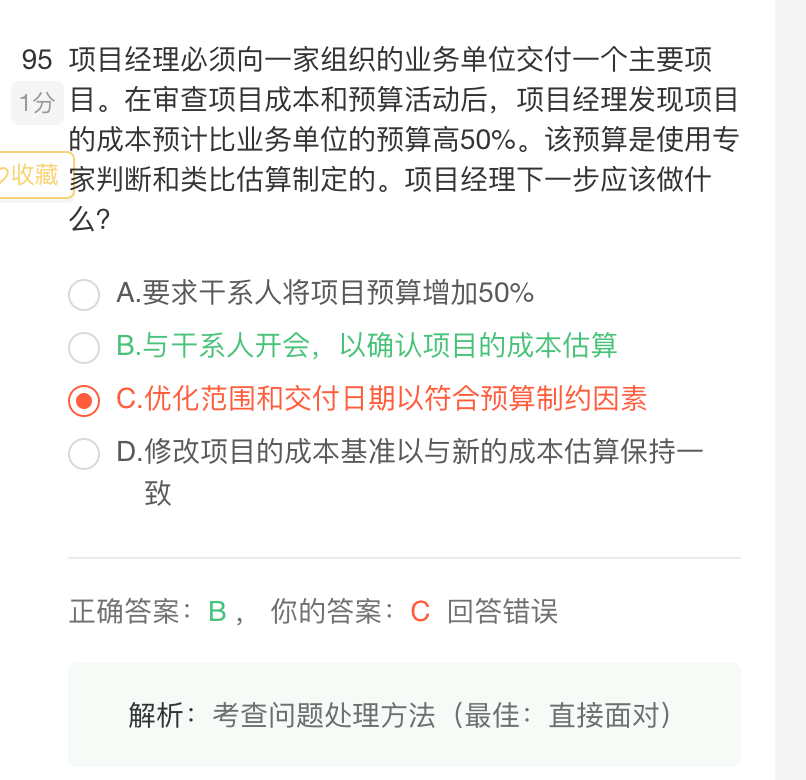 95 项目经理必须向一家组织的业务单位交付一个主要项
1分 目。在审查项目成本和预算活动后，项目经理发现项目
的成本预计比业务单位的预算高50%。该预算是使用专
收藏 家判断和类比估算制定的。项目经理下一步应该做什
么?
A.要求干系人将项目预算增加50%
B.与干系人开会，以确认项目的成本估算
C.优化范围和交付日期以符合预算制约因素
D.修改项目的成本基准以与新的成本估算保持一
致
正确答案：B， 你的答案：C 回答错误
解析：考查问题处理方法（最佳：直接面对）